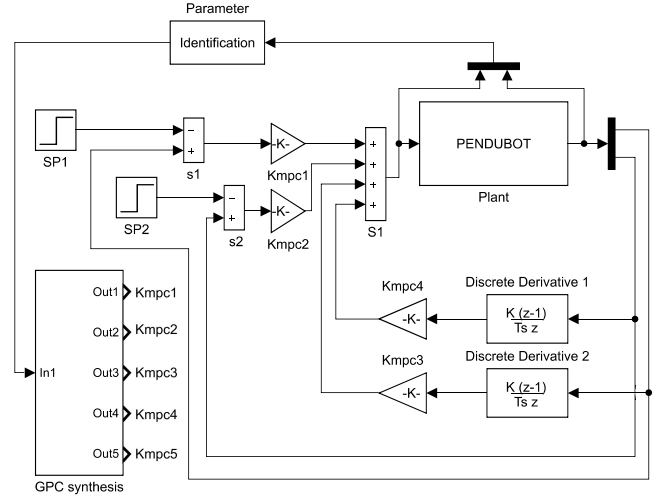 Parameter
Identification
SP1
−
+
s1
-K-
Kmpc1
SP2
−
+
s2
-K-
Kmpc2
+
+
+
+
S1
PENDUBOT
Plant
Kmpc4
-K-
Discrete Derivative 1
K (z-1)
Ts z
Kmpc3
-K-
Discrete Derivative 2
K (z-1)
Ts z
In1
Out1 Kmpc1
Out2 Kmpc2
Out3 Kmpc3
Out4 Kmpc4
Out5 Kmpc5
GPC synthesis